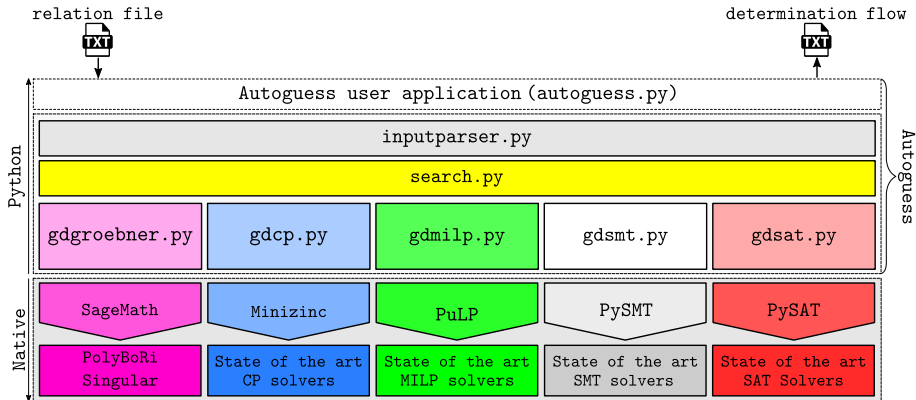 relation file
determination flow
TXT
TXT
Autoguess user application (autoguess.py)
inputparser.py
search.py
gdgroebner.py
gdcp.py
gdmilp.py
gdsmt.py
gdsat.py
Python
Autoguess
SageMath
Minizinc
PuLP
PySMT
PySAT
Native
PolyBoRi
Singular
State of the art
CP solvers
State of the art
MILP solvers
State of the art
SMT solvers
State of the art
SAT Solvers